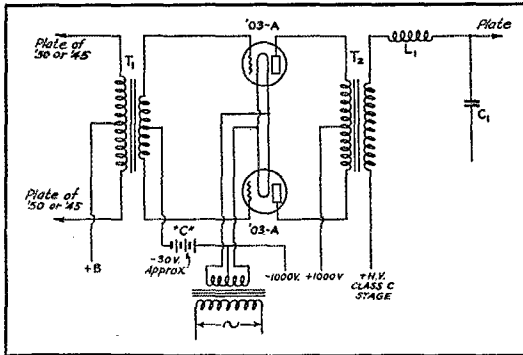 '03-A
Plate of
'50 or '45
T1
T2
L1
Plate
C1
Plate of
'50 or '45
'03-A
+B
"C"
-30 V.
Approx.
-1000V.
+1000V
+H.V.
CLASS C
STAGE